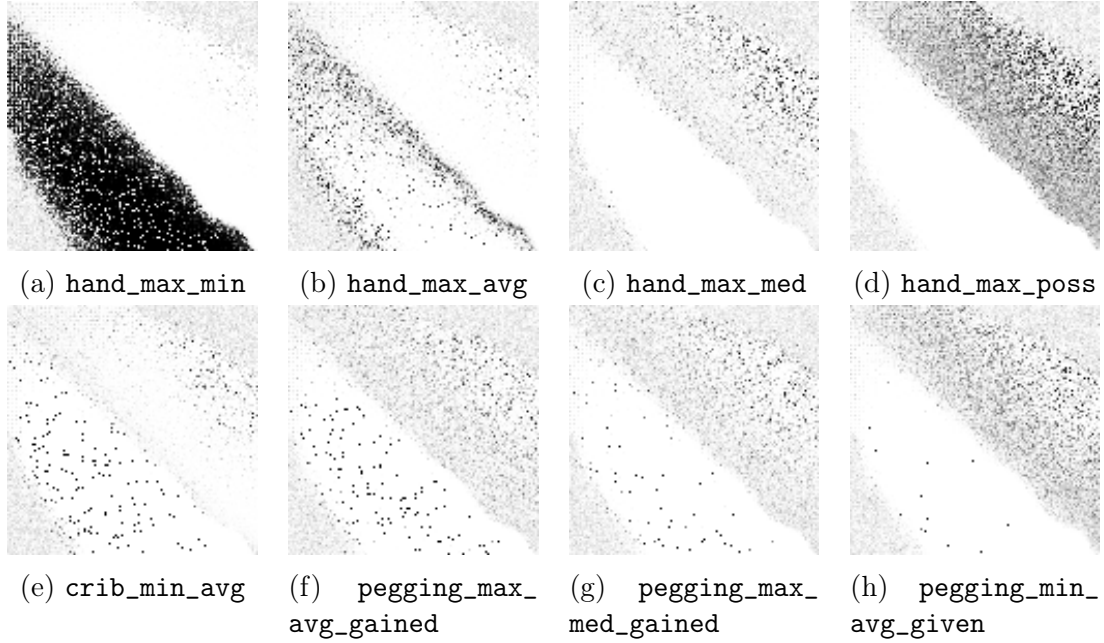 (a) hand_max_min (b) hand_max_avg (c) hand_max_med (d) hand_max_poss
(e) crib_min_avg (f) pegging_max_ (g) pegging_max_ (h) pegging_min_
avg_gained med_gained avg_given